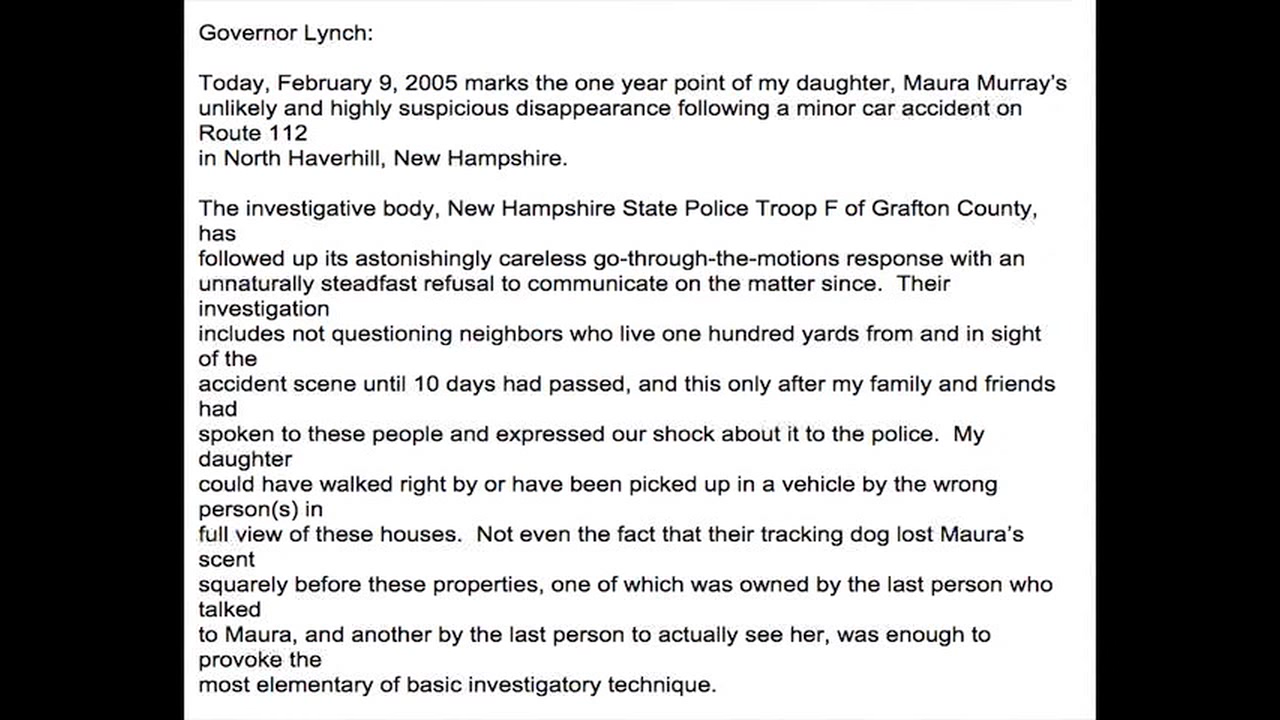 Governor Lynch:
Today, February 9, 2005 marks the one year point of my daughter, Maura Murray's
unlikely and highly suspicious disappearance following a minor car accident on
Route 112
in North Haverhill, New Hampshire.
The investigative body, New Hampshire State Police Troop F of Grafton County,
has
followed up its astonishingly careless go-through-the-motions response with an
unnaturally steadfast refusal to communicate on the matter since.  Their
investigation
includes not questioning neighbors who live one hundred yards from and in sight
of the
accident scene until 10 days had passed, and this only after my family and friends
had
spoken to these people and expressed our shock about it to the police.  My
daughter
could have walked right by or have been picked up in a vehicle by the wrong
person(s) in
full view of these houses.  Not even the fact that their tracking dog lost Maura's
scent
squarely before these properties, one of which was owned by the last person who
talked
to Maura, and another by the last person to actually see her, was enough to
provoke the
most elementary of basic investigatory technique.